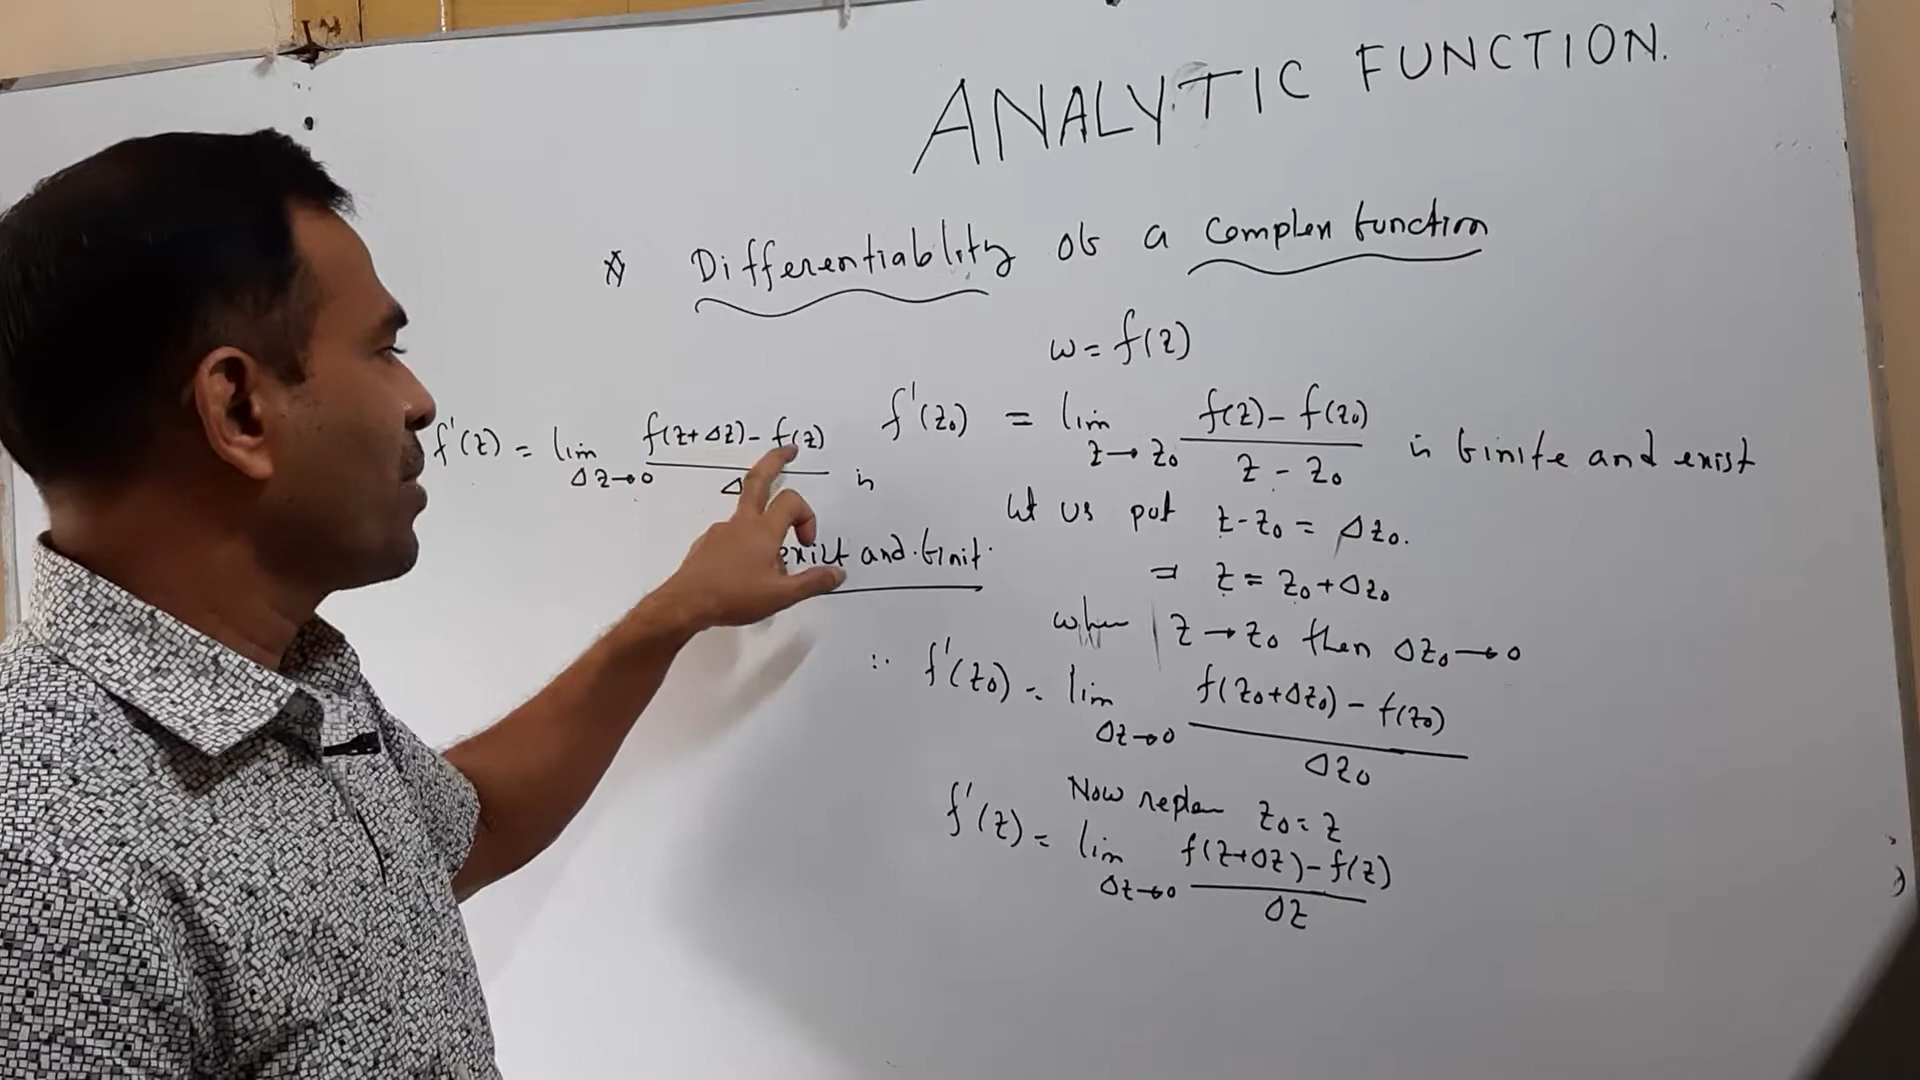 ANALYTIC FUNCTION.
* Differentiablity of a complex function
w = f(z)
f'(z) = lim Δz→0 f(z+Δz) - f(z) / Δ is
exist and finit.
f'(z₀) = lim z→z₀ f(z) - f(z₀) / z - z₀ is finite and exist
let us put z - z₀ = Δz₀.
⇒ z = z₀ + Δz₀
when z → z₀ then Δz₀ → 0
∴ f'(z₀) = lim Δz→0 f(z₀+Δz₀) - f(z₀) / Δz₀
Now z₀ = z
f'(z) = lim Δz→0 f(z+Δz) - f(z) / Δz